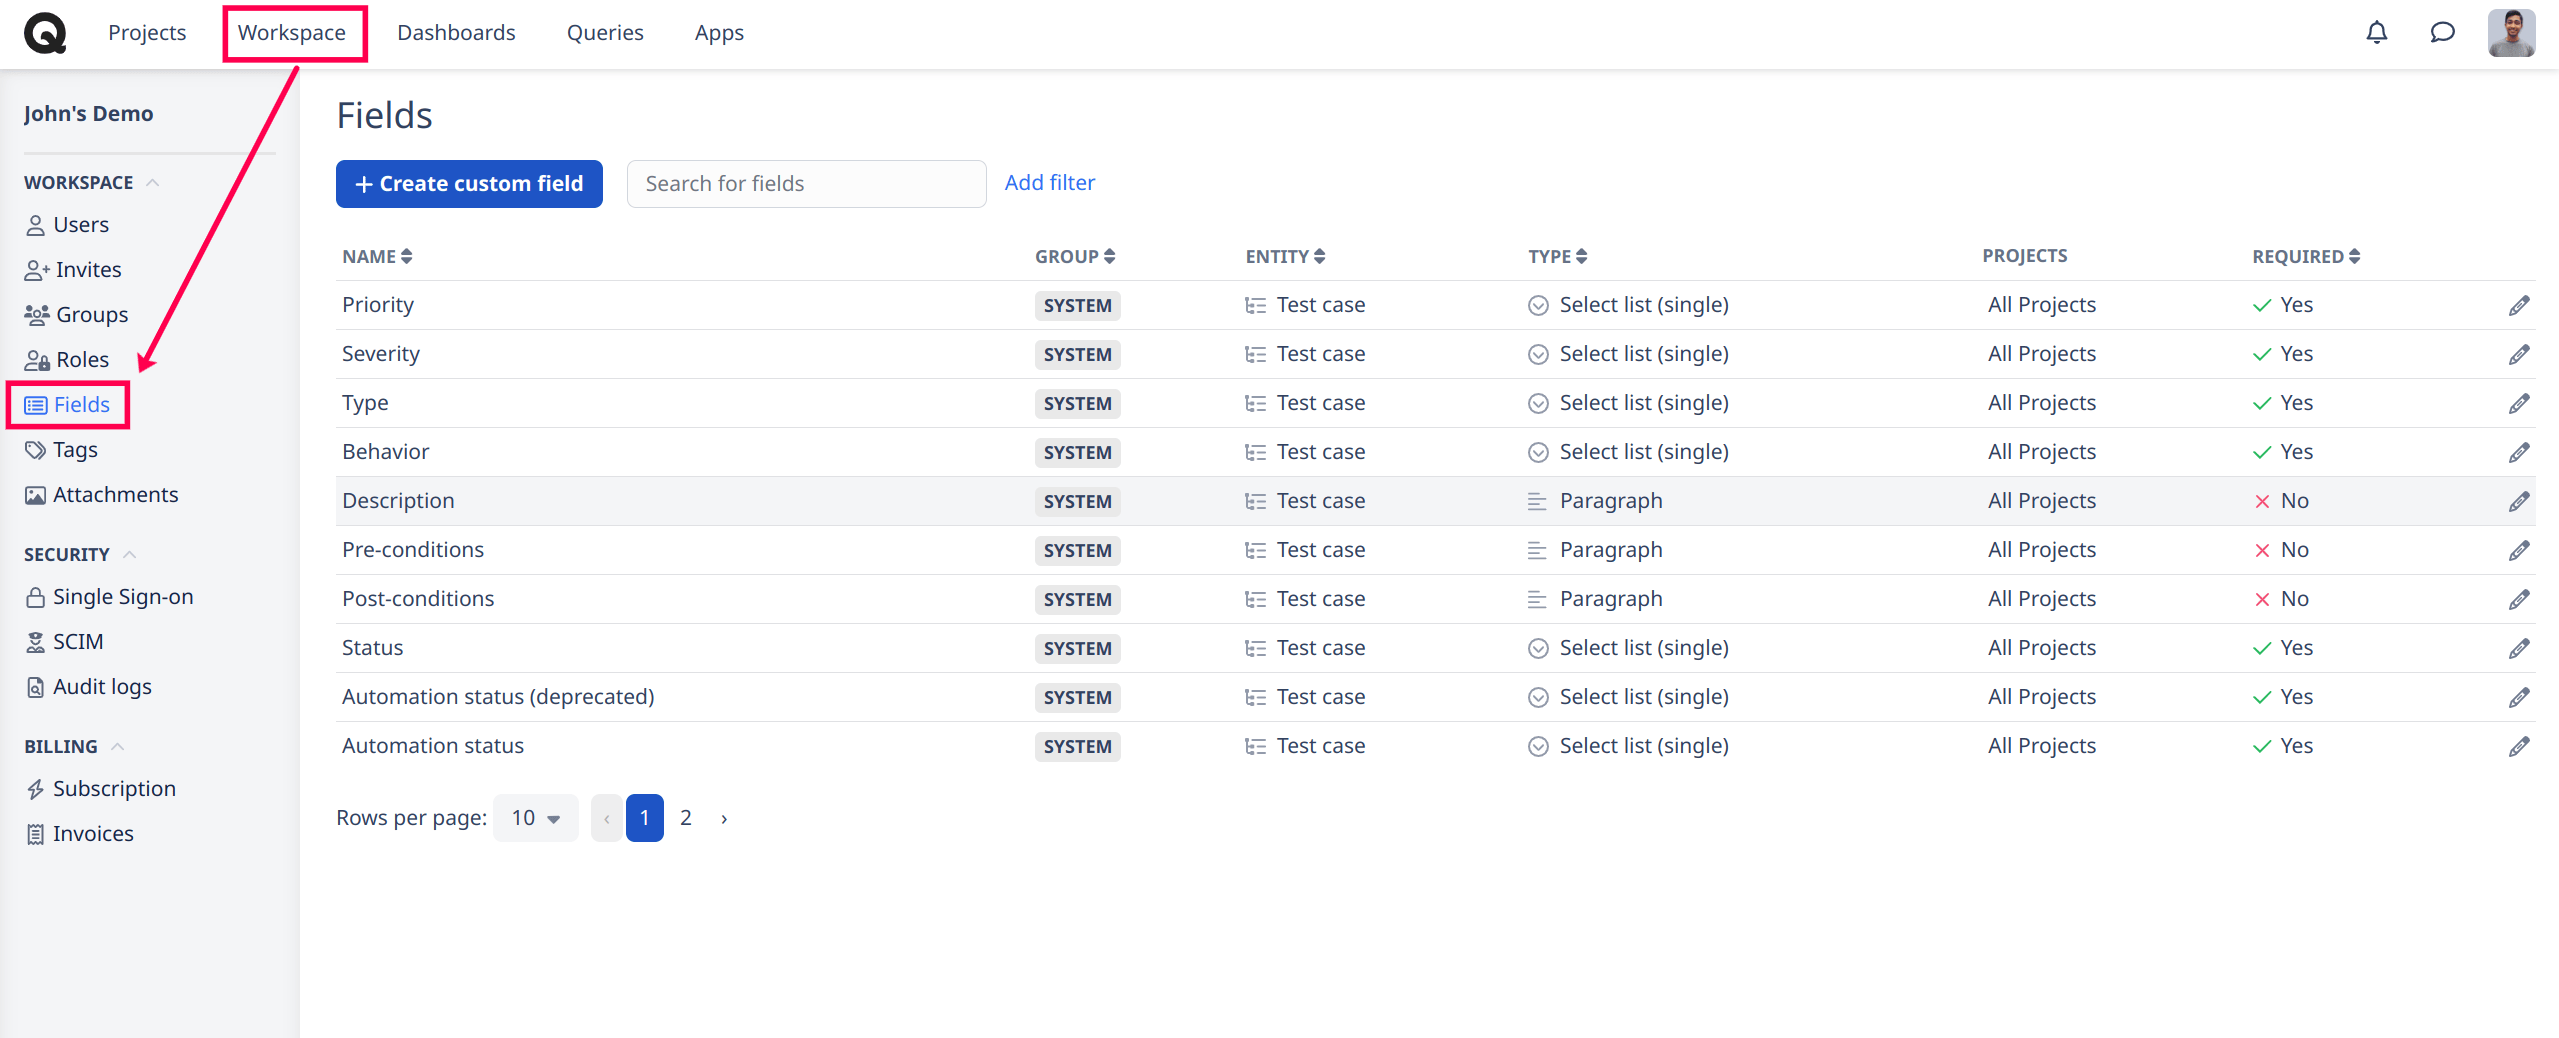 Projects Workspace Dashboards Queries Apps
John's Demo
WORKSPACE
Users
Invites
Groups
Roles
Fields
Tags
Attachments
SECURITY
Single Sign-on
SCIM
Audit logs
BILLING
Subscription
Invoices
Fields
+ Create custom field Search for fields Add filter
NAME GROUP ENTITY TYPE PROJECTS REQUIRED
Priority SYSTEM Test case Select list (single) All Projects Yes
Severity SYSTEM Test case Select list (single) All Projects Yes
Type SYSTEM Test case Select list (single) All Projects Yes
Behavior SYSTEM Test case Select list (single) All Projects Yes
Description SYSTEM Test case Paragraph All Projects No
Pre-conditions SYSTEM Test case Paragraph All Projects No
Post-conditions SYSTEM Test case Paragraph All Projects No
Status SYSTEM Test case Select list (single) All Projects Yes
Automation status (deprecated) SYSTEM Test case Select list (single) All Projects Yes
Automation status SYSTEM Test case Select list (single) All Projects Yes
Rows per page: 10 ‹ 1 2 ›